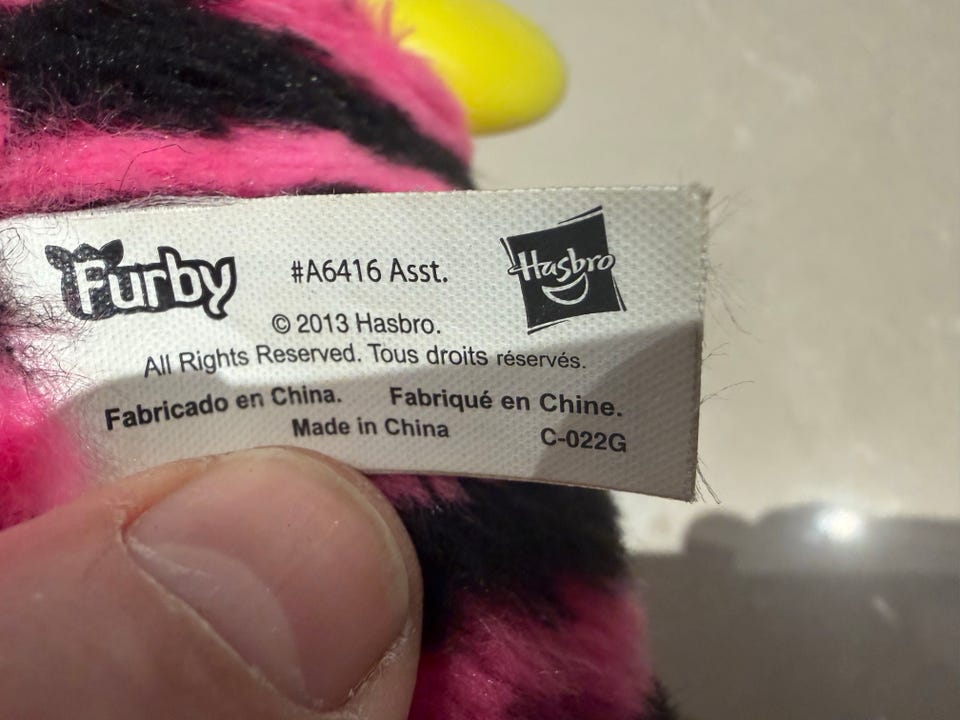 Furby #A6416 Asst. Hasbro
© 2013 Hasbro.
All Rights Reserved. Tous droits réservés.
Fabricado en China. Fabriqué en Chine.
Made in China C-022G